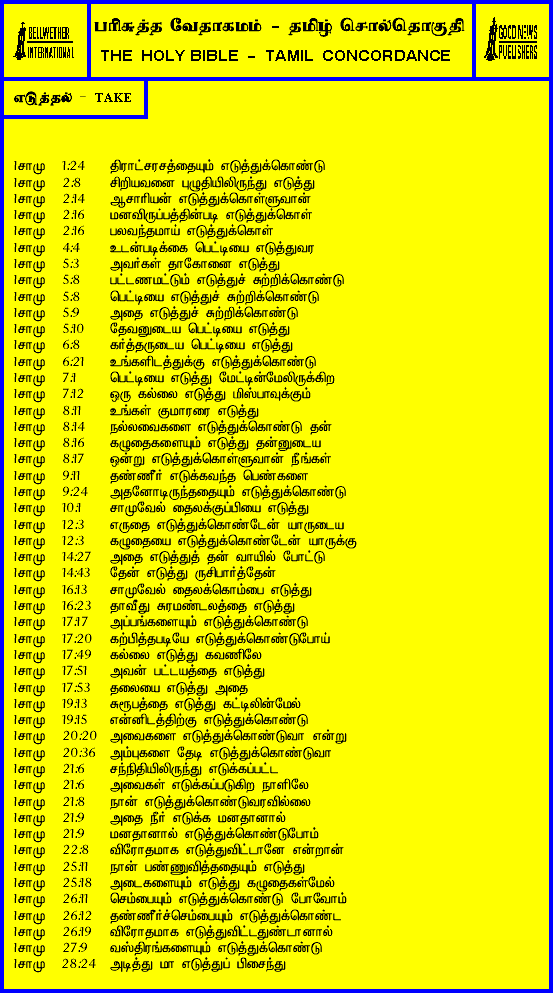 BELLWETHER
INTERNATIONAL
பரிசுத்த வேதாகமம் - தமிழ் சொல்தொகுதி
THE HOLY BIBLE - TAMIL CONCORDANCE
GOOD NEWS
PUBLISHERS
எடுத்தல் - TAKE
1சாமு 1:24 திராட்சரசத்தையும் எடுத்துக்கொண்டு
1சாமு 2:8 சிறியவனை புழுதியிலிருந்து எடுத்து
1சாமு 2:14 ஆசாரியன் எடுத்துக்கொள்ளுவான்
1சாமு 2:16 மனவிருப்பத்தின்படி எடுத்துக்கொள்
1சாமு 2:16 பலவந்தமாய் எடுத்துக்கொள்
1சாமு 4:4 உடன்படிக்கை பெட்டியை எடுத்துவர
1சாமு 5:3 அவர்கள் தாகோனை எடுத்து
1சாமு 5:8 பட்டணமட்டும் எடுத்துச் சுற்றிக்கொண்டு
1சாமு 5:8 பெட்டியை எடுத்துச் சுற்றிக்கொண்டு
1சாமு 5:9 அதை எடுத்துச் சுற்றிக்கொண்டு
1சாமு 5:10 தேவனுடைய பெட்டியை எடுத்து
1சாமு 6:8 கர்த்தருடைய பெட்டியை எடுத்து
1சாமு 6:21 உங்களிடத்துக்கு எடுத்துக்கொண்டு
1சாமு 7:1 பெட்டியை எடுத்து மேட்டின்மேலிருக்கிற
1சாமு 7:12 ஒரு கல்லை எடுத்து மிஸ்பாவுக்கும்
1சாமு 8:11 உங்கள் குமாரரை எடுத்து
1சாமு 8:14 நல்லவைகளை எடுத்துக்கொண்டு தன்
1சாமு 8:16 கழுதைகளையும் எடுத்து தன்னுடைய
1சாமு 8:17 ஒன்று எடுத்துக்கொள்ளுவான் நீங்கள்
1சாமு 9:11 தண்ணீர் எடுக்கவந்த பெண்களை
1சாமு 9:24 அதனோடிருந்ததையும் எடுத்துக்கொண்டு
1சாமு 10:1 சாமுவேல் தைலக்குப்பியை எடுத்து
1சாமு 12:3 எருதை எடுத்துக்கொண்டேன் யாருடைய
1சாமு 12:3 கழுதையை எடுத்துக்கொண்டேன் யாருக்கு
1சாமு 14:27 அதை எடுத்துத் தன் வாயில் போட்டு
1சாமு 14:43 தேன் எடுத்து ருசிபார்த்தேன்
1சாமு 16:13 சாமுவேல் தைலக்கொம்பை எடுத்து
1சாமு 16:23 தாவீது சுரமண்டலத்தை எடுத்து
1சாமு 17:17 அப்பங்களையும் எடுத்துக்கொண்டு
1சாமு 17:20 கற்பித்தபடியே எடுத்துக்கொண்டுபோய்
1சாமு 17:49 கல்லை எடுத்து கவணிலே
1சாமு 17:51 அவன் பட்டயத்தை எடுத்து
1சாமு 17:53 தலையை எடுத்து அதை
1சாமு 19:13 சுரூபத்தை எடுத்து கட்டிலின்மேல்
1சாமு 19:15 என்னிடத்திற்கு எடுத்துக்கொண்டு
1சாமு 20:20 அவைகளை எடுத்துக்கொண்டுவா என்று
1சாமு 20:36 அம்புகளை தேடி எடுத்துக்கொண்டுவா
1சாமு 21:6 சந்நிதியிலிருந்து எடுக்கப்பட்ட
1சாமு 21:6 அவைகள் எடுக்கப்படுகிற நாளிலே
1சாமு 21:8 நான் எடுத்துக்கொண்டுவரவில்லை
1சாமு 21:9 அதை நீர் எடுக்க மனதானால்
1சாமு 21:9 மனதானால் எடுத்துக்கொண்டுபோம்
1சாமு 22:8 விரோதமாக எடுத்துவிட்டானே என்றான்
1சாமு 25:11 நான் பண்ணுவித்ததையும் எடுத்து
1சாமு 25:18 அடைகளையும் எடுத்து கழுதைகள்மேல்
1சாமு 26:11 செம்பையும் எடுத்துக்கொண்டு போவோம்
1சாமு 26:12 தண்ணீர்ச்செம்பையும் எடுத்துக்கொண்ட
1சாமு 26:19 விரோதமாக எடுத்துவிட்டதுண்டானால்
1சாமு 27:9 வஸ்திரங்களையும் எடுத்துக்கொண்டு
1சாமு 28:24 அடித்து மா எடுத்துப் பிசைந்து